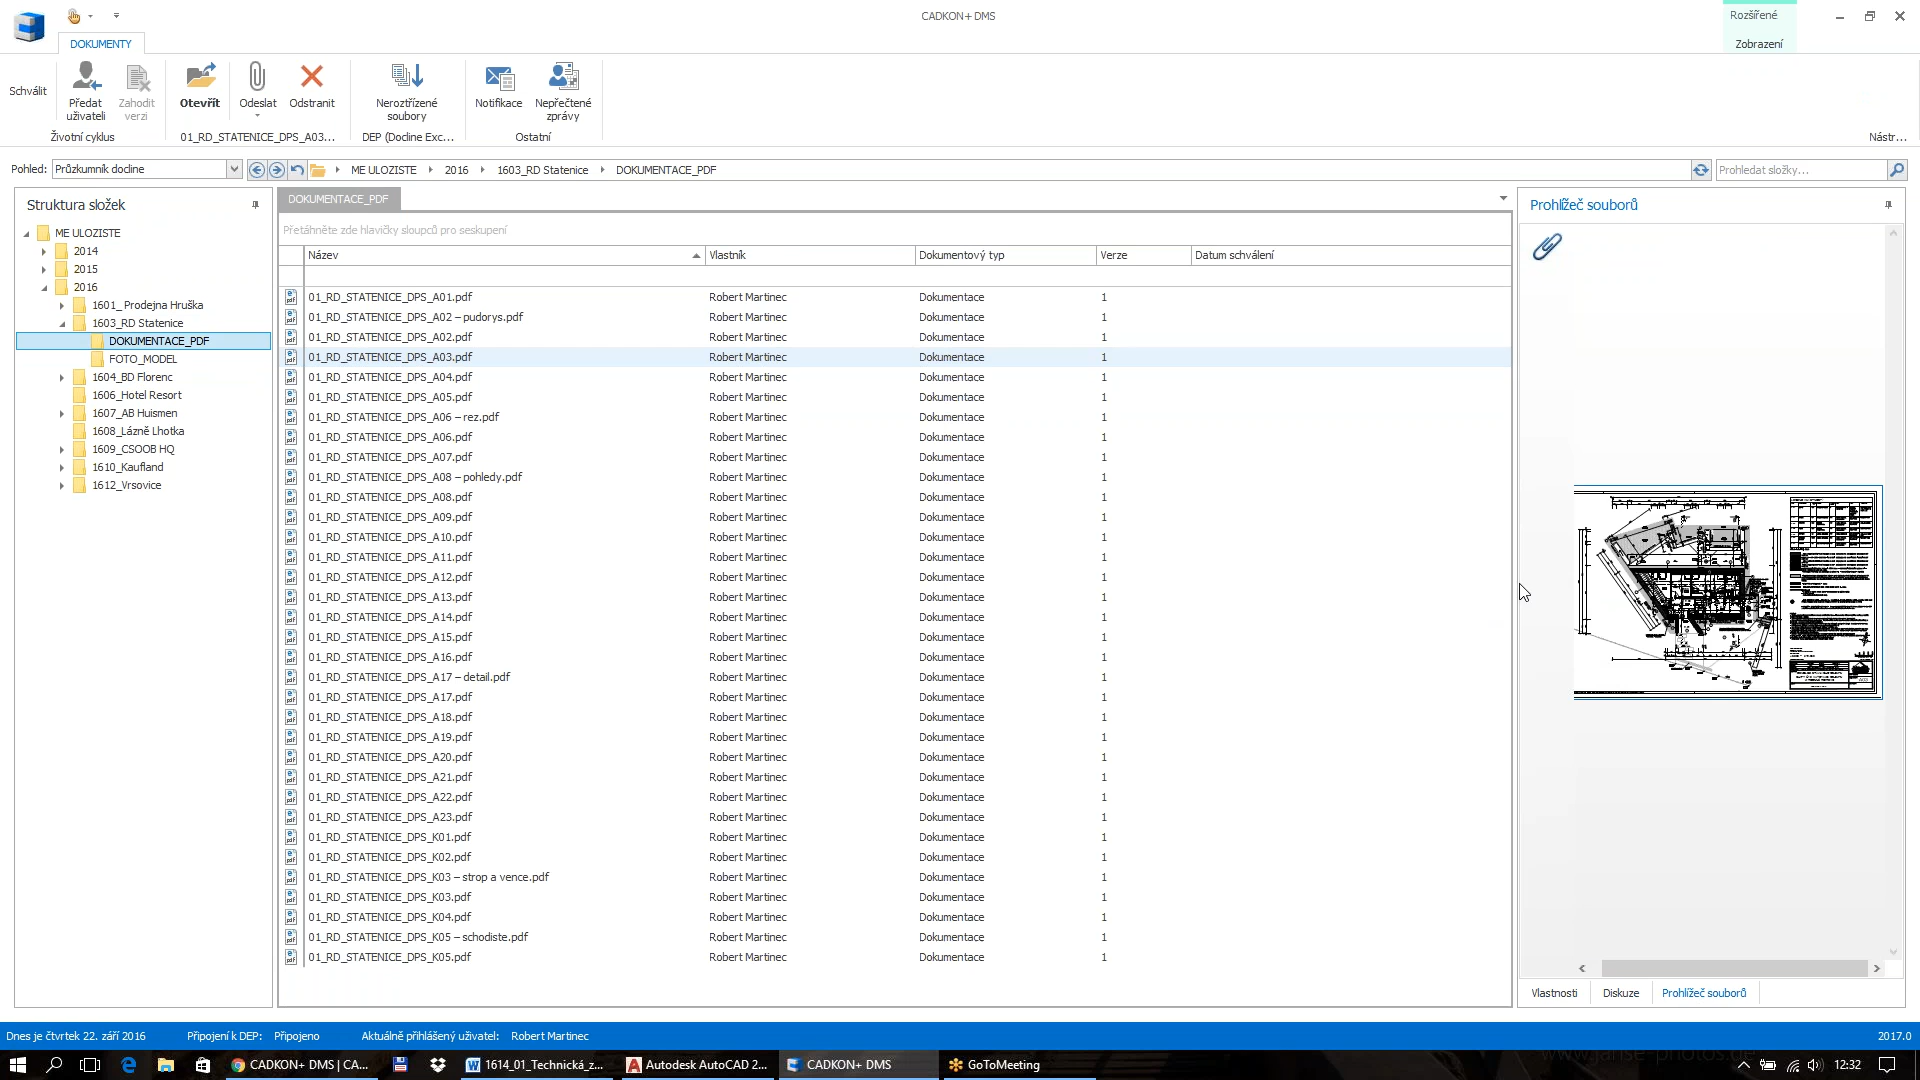 CADKON+ DMS
Rozšířené
DOKUMENTY
Zobrazení
Schválit
Předat uživateli
Zahodit verzi
Otevřít
Odeslat
Odstranit
Neroztřízené soubory
Notifikace
Nepřečtené zprávy
Životní cyklus
01_RD_STATENICE_DPS_A03...
DEP (Docline Exc...
Ostatní
Nástr...
Pohled:
Průzkumník docline
ME ULOZISTE
2016
1603_RD Statenice
DOKUMENTACE_PDF
Prohledat složky...
Struktura složek
ME ULOZISTE
2014
2015
2016
1601_ Prodejna Hruška
1603_RD Statenice
DOKUMENTACE_PDF
FOTO_MODEL
1604_BD Florenc
1606_Hotel Resort
1607_AB Huismen
1608_Lázně Lhotka
1609_CSOOB HQ
1610_Kaufland
1612_Vrsovice
DOKUMENTACE_PDF
Přetáhněte zde hlavičky sloupců pro seskupení
Název Vlastník Dokumentový typ Verze Datum schválení
01_RD_STATENICE_DPS_A01.pdf Robert Martinec Dokumentace 1
01_RD_STATENICE_DPS_A02 – pudorys.pdf Robert Martinec Dokumentace 1
01_RD_STATENICE_DPS_A02.pdf Robert Martinec Dokumentace 1
01_RD_STATENICE_DPS_A03.pdf Robert Martinec Dokumentace 1
01_RD_STATENICE_DPS_A04.pdf Robert Martinec Dokumentace 1
01_RD_STATENICE_DPS_A05.pdf Robert Martinec Dokumentace 1
01_RD_STATENICE_DPS_A06 – rez.pdf Robert Martinec Dokumentace 1
01_RD_STATENICE_DPS_A06.pdf Robert Martinec Dokumentace 1
01_RD_STATENICE_DPS_A07.pdf Robert Martinec Dokumentace 1
01_RD_STATENICE_DPS_A08 – pohledy.pdf Robert Martinec Dokumentace 1
01_RD_STATENICE_DPS_A08.pdf Robert Martinec Dokumentace 1
01_RD_STATENICE_DPS_A09.pdf Robert Martinec Dokumentace 1
01_RD_STATENICE_DPS_A10.pdf Robert Martinec Dokumentace 1
01_RD_STATENICE_DPS_A11.pdf Robert Martinec Dokumentace 1
01_RD_STATENICE_DPS_A12.pdf Robert Martinec Dokumentace 1
01_RD_STATENICE_DPS_A13.pdf Robert Martinec Dokumentace 1
01_RD_STATENICE_DPS_A14.pdf Robert Martinec Dokumentace 1
01_RD_STATENICE_DPS_A15.pdf Robert Martinec Dokumentace 1
01_RD_STATENICE_DPS_A16.pdf Robert Martinec Dokumentace 1
01_RD_STATENICE_DPS_A17 – detail.pdf Robert Martinec Dokumentace 1
01_RD_STATENICE_DPS_A17.pdf Robert Martinec Dokumentace 1
01_RD_STATENICE_DPS_A18.pdf Robert Martinec Dokumentace 1
01_RD_STATENICE_DPS_A19.pdf Robert Martinec Dokumentace 1
01_RD_STATENICE_DPS_A20.pdf Robert Martinec Dokumentace 1
01_RD_STATENICE_DPS_A21.pdf Robert Martinec Dokumentace 1
01_RD_STATENICE_DPS_A22.pdf Robert Martinec Dokumentace 1
01_RD_STATENICE_DPS_A23.pdf Robert Martinec Dokumentace 1
01_RD_STATENICE_DPS_K01.pdf Robert Martinec Dokumentace 1
01_RD_STATENICE_DPS_K02.pdf Robert Martinec Dokumentace 1
01_RD_STATENICE_DPS_K03 – strop a vence.pdf Robert Martinec Dokumentace 1
01_RD_STATENICE_DPS_K03.pdf Robert Martinec Dokumentace 1
01_RD_STATENICE_DPS_K04.pdf Robert Martinec Dokumentace 1
01_RD_STATENICE_DPS_K05 – schodiste.pdf Robert Martinec Dokumentace 1
01_RD_STATENICE_DPS_K05.pdf Robert Martinec Dokumentace 1
Prohlížeč souborů
Vlastnosti
Diskuze
Prohlížeč souborů
Dnes je čtvrtek 22. září 2016
Připojení k DEP: Připojeno
Aktuálně přihlášený uživatel: Robert Martinec
2017.0
CADKON+ DMS | CA...
1614_01_Technická_z...
Autodesk AutoCAD 2...
CADKON+ DMS
GoToMeeting
12:32